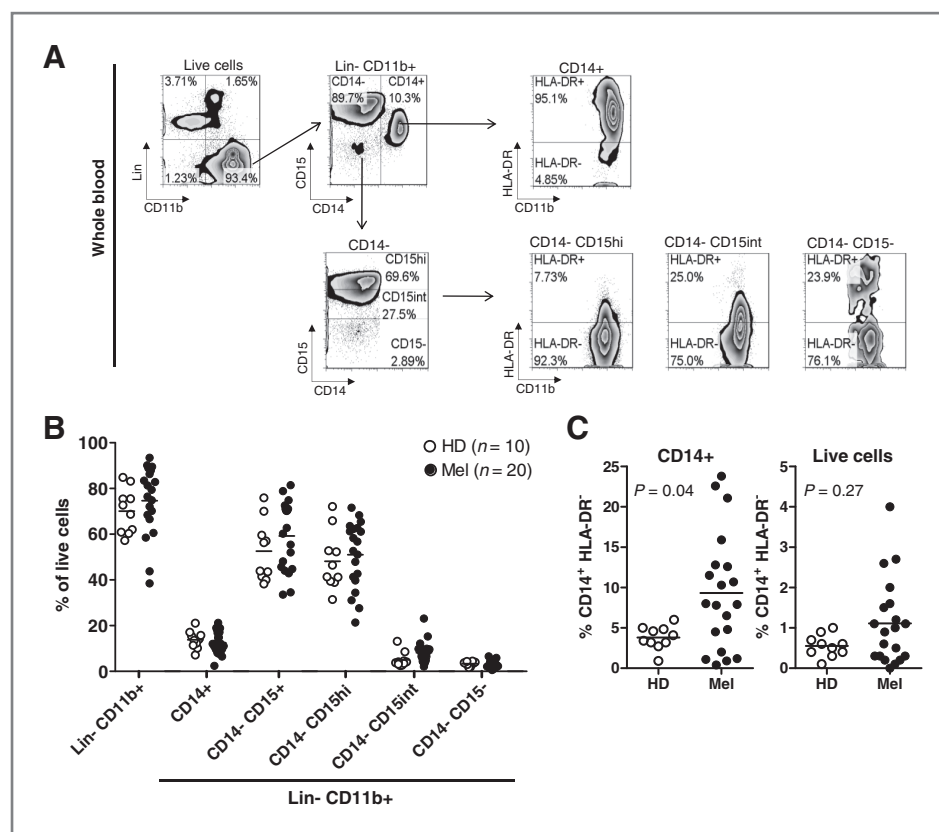 A
Whole blood
Live cells
3.71% 1.65%
1.23% 93.4%
Lin
CD11b
Lin- CD11b+
CD14- CD14+
89.7% 10.3%
CD15
CD14
CD14+
HLA-DR+
95.1%
HLA-DR-
4.85%
HLA-DR
CD11b
CD14-
CD15hi
69.6%
CD15int
27.5%
CD15-
2.89%
CD15
CD14
CD14- CD15hi
HLA-DR+
7.73%
HLA-DR-
92.3%
HLA-DR
CD11b
CD14- CD15int
HLA-DR+
25.0%
HLA-DR-
75.0%
CD14- CD15-
HLA-DR+
23.9%
HLA-DR-
76.1%
B
HD (n = 10)
Mel (n = 20)
% of live cells
100
80
60
40
20
0
Lin- CD11b+
CD14+
CD14- CD15+
CD14- CD15hi
CD14- CD15int
CD14- CD15-
Lin- CD11b+
C
CD14+
P = 0.04
% CD14+ HLA-DR-
25
20
15
10
5
0
HD Mel
Live cells
P = 0.27
% CD14+ HLA-DR-
5
4
3
2
1
0
HD Mel